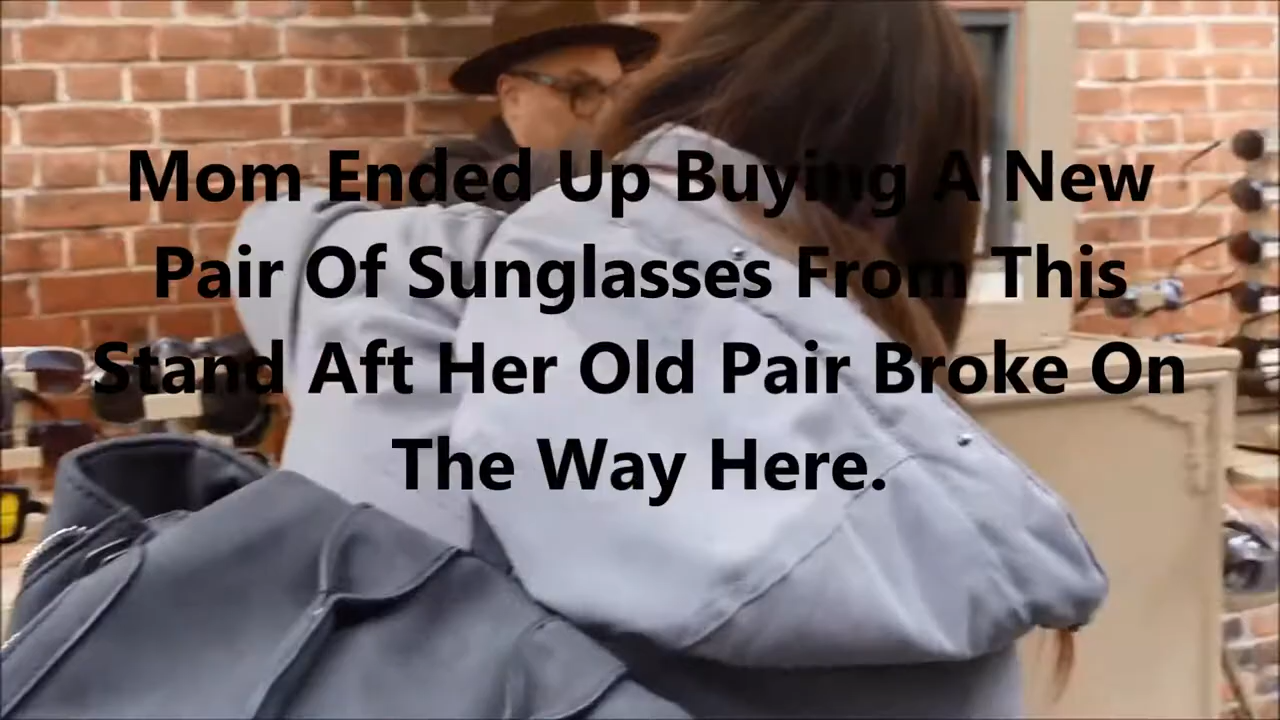 Mom Ended Up Buying A New
Pair Of Sunglasses From This
Stand Aft Her Old Pair Broke On
The Way Here.